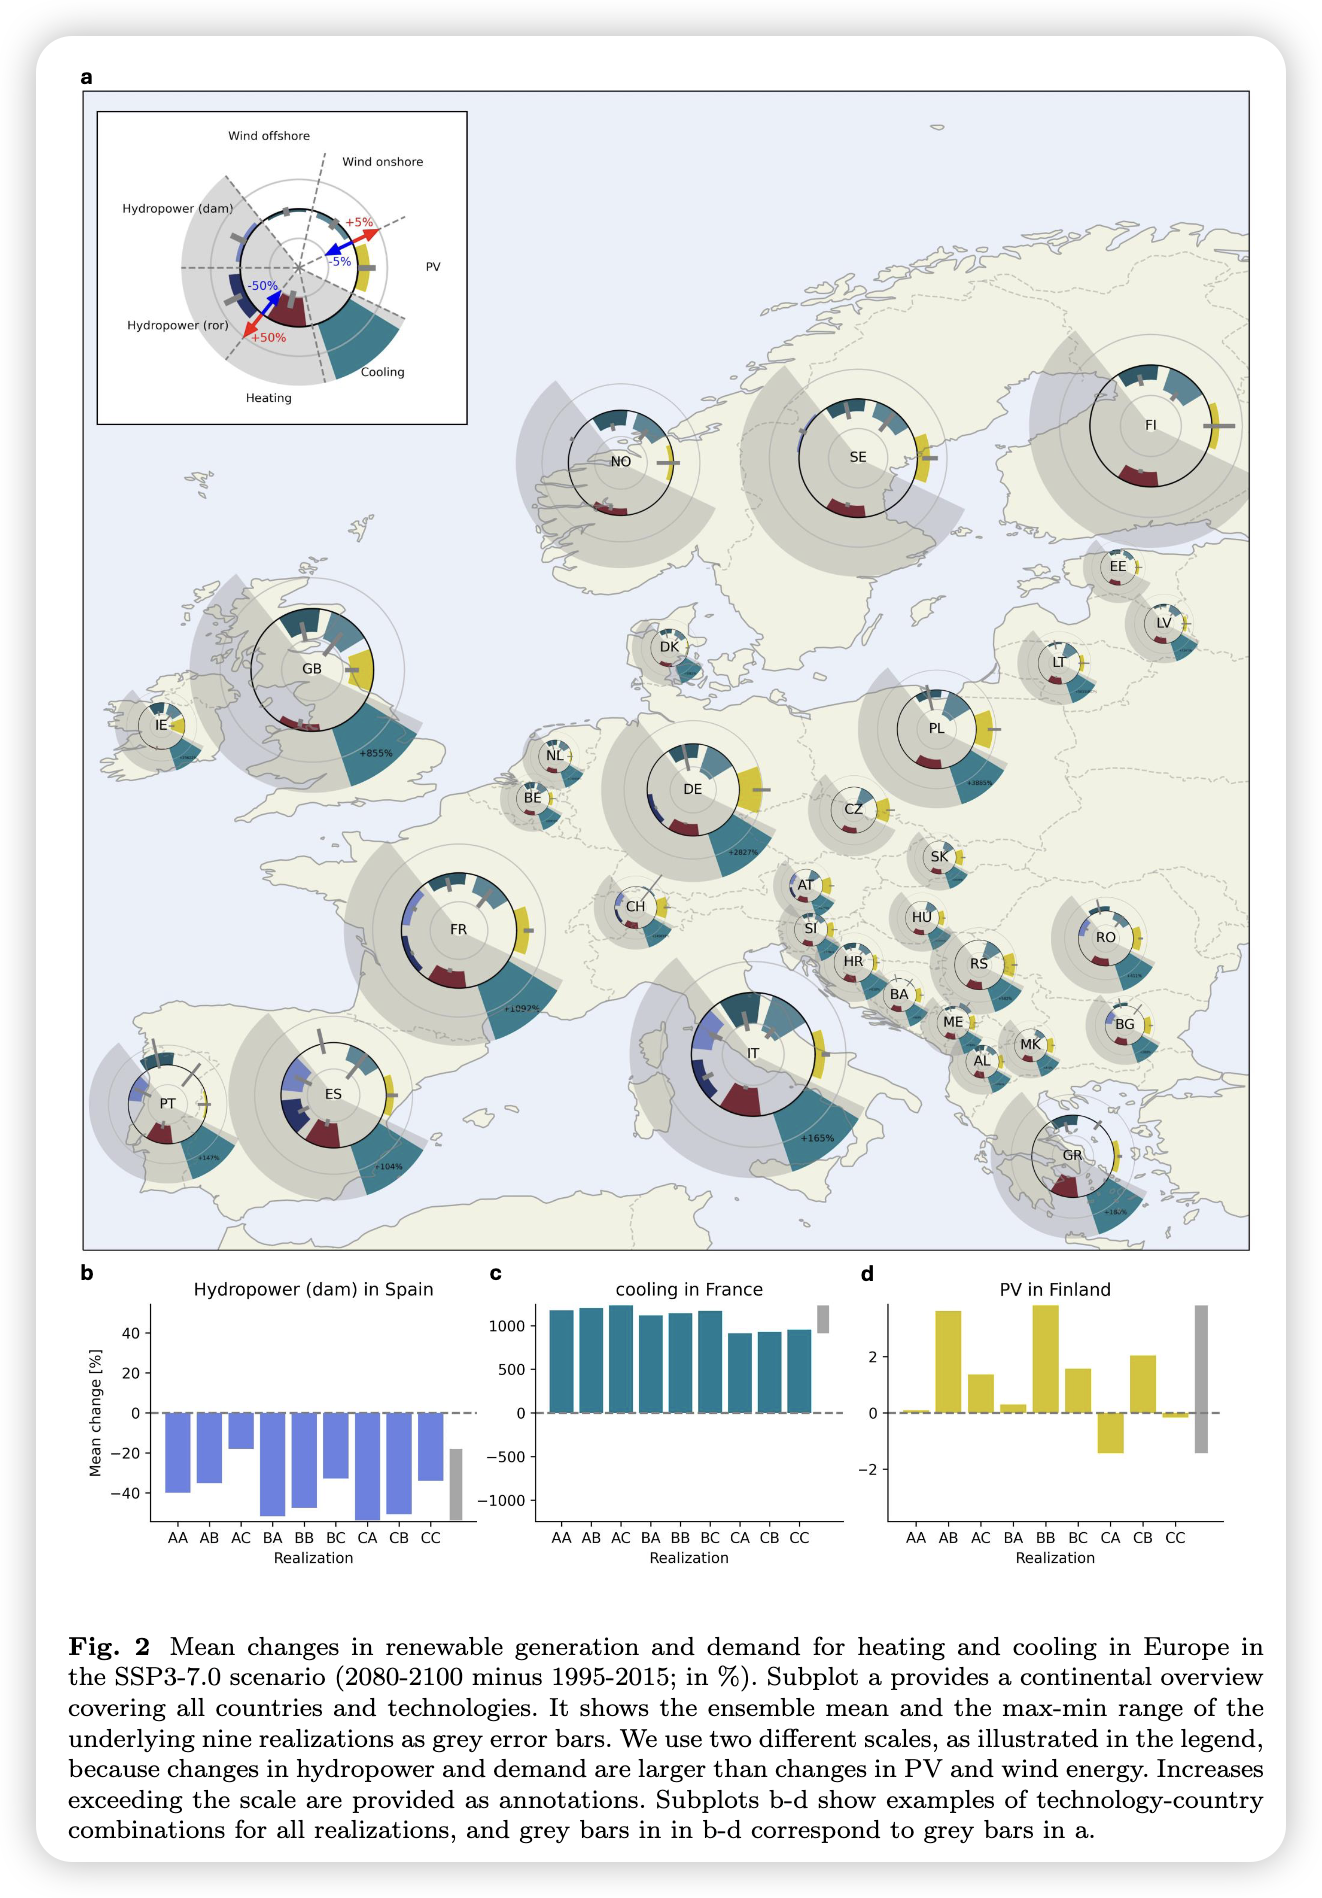 a
Wind offshore
Wind onshore
Hydropower (dam)
+5%
-5%
PV
-50%
Hydropower (ror)
+50%
Cooling
Heating
FI
NO
SE
EE
LV
DK
LT
GB
IE
PL
+855%
NL
DE
+3885%
BE
CZ
+2827%
SK
AT
CH
HU
FR
SI
RO
HR
RS
BA
+1092%
ME
BG
IT
MK
AL
ES
PT
+165%
GR
+147%
+104%
b
c
d
Hydropower (dam) in Spain
cooling in France
PV in Finland
Mean change [%]
40
20
0
−20
−40
AA AB AC BA BB BC CA CB CC
Realization
1000
500
0
−500
−1000
AA AB AC BA BB BC CA CB CC
Realization
2
0
−2
AA AB AC BA BB BC CA CB CC
Realization
Fig. 2 Mean changes in renewable generation and demand for heating and cooling in Europe in
the SSP3-7.0 scenario (2080-2100 minus 1995-2015; in %). Subplot a provides a continental overview
covering all countries and technologies. It shows the ensemble mean and the max-min range of the
underlying nine realizations as grey error bars. We use two different scales, as illustrated in the legend,
because changes in hydropower and demand are larger than changes in PV and wind energy. Increases
exceeding the scale are provided as annotations. Subplots b-d show examples of technology-country
combinations for all realizations, and grey bars in in b-d correspond to grey bars in a.